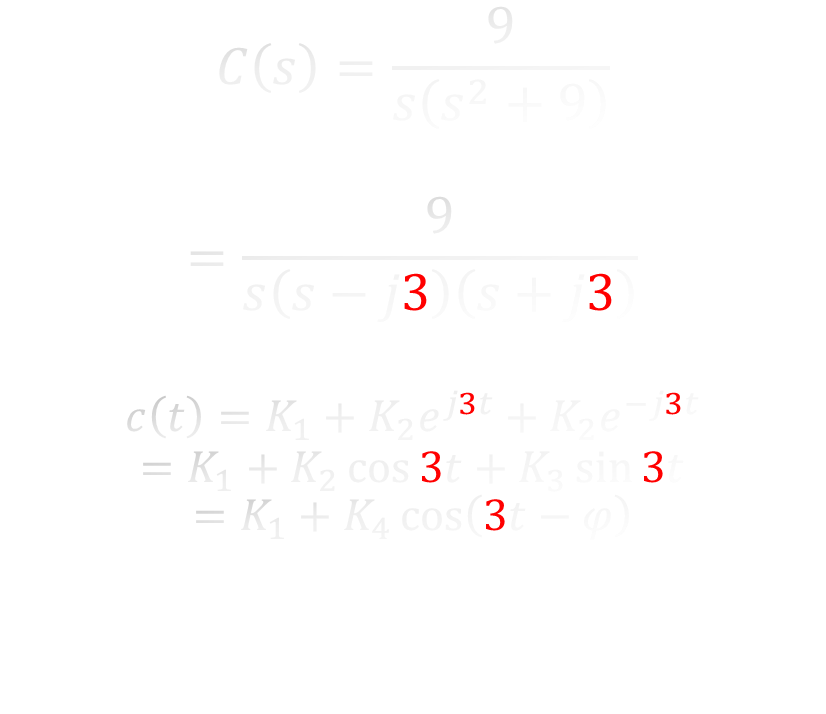 C(s) = 9 / s(s² + 9)
= 9 / s(s − j3)(s + j3)
c(t) = K₁ + K₂e^{j3t} + K₂e^{−j3t}
= K₁ + K₂ cos 3t + K₃ sin 3t
= K₁ + K₄ cos(3t − φ)